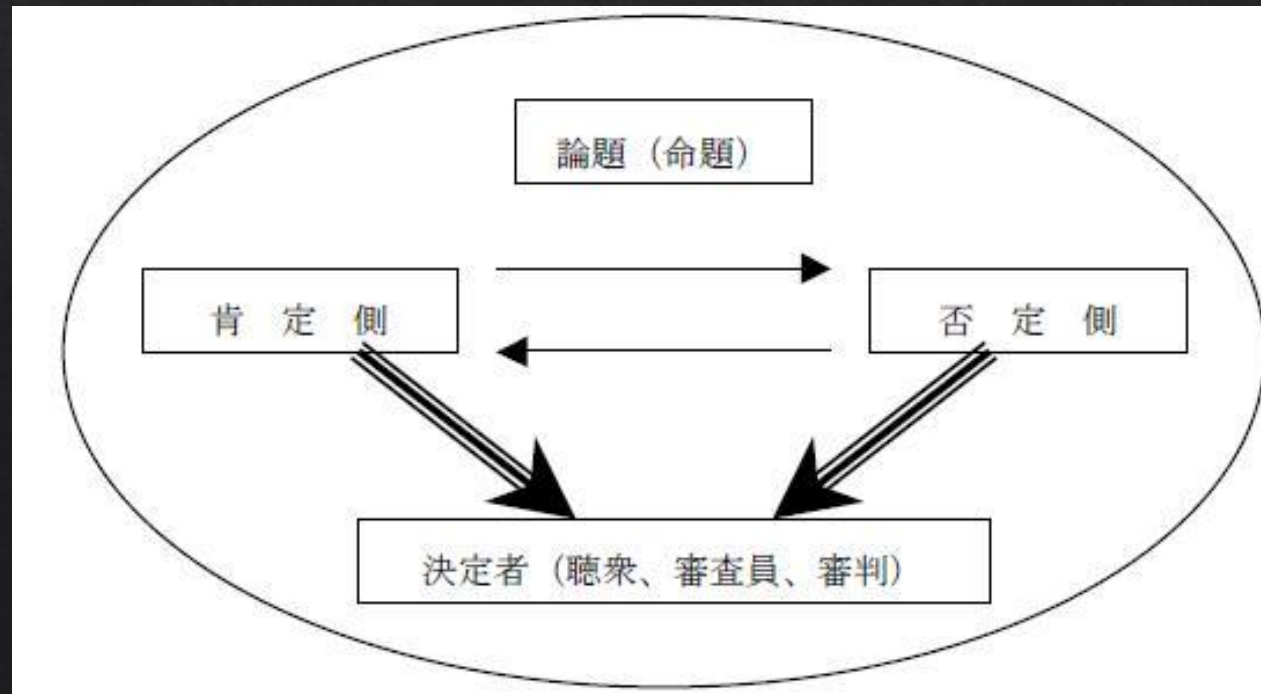 論題（命題）
肯 定 側
否 定 側
決定者（聴衆、審査員、審判）